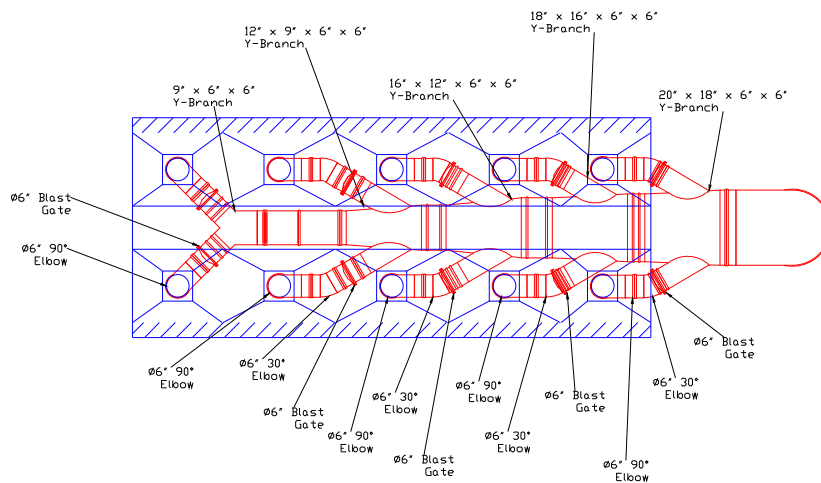 12" x 9" x 6" x 6"
Y-Branch
18" x 16" x 6" x 6"
Y-Branch
9" x 6" x 6"
Y-Branch
16" x 12" x 6" x 6"
Y-Branch
20" x 18" x 6" x 6"
Y-Branch
ø6" Blast
Gate
ø6" 90°
Elbow
ø6" 90°
Elbow
ø6" 30°
Elbow
ø6" Blast
Gate
ø6" 90°
Elbow
ø6" 30°
Elbow
ø6" Blast
Gate
ø6" 90°
Elbow
ø6" 30°
Elbow
ø6" Blast
Gate
ø6" 90°
Elbow
ø6" 30°
Elbow
ø6" Blast
Gate